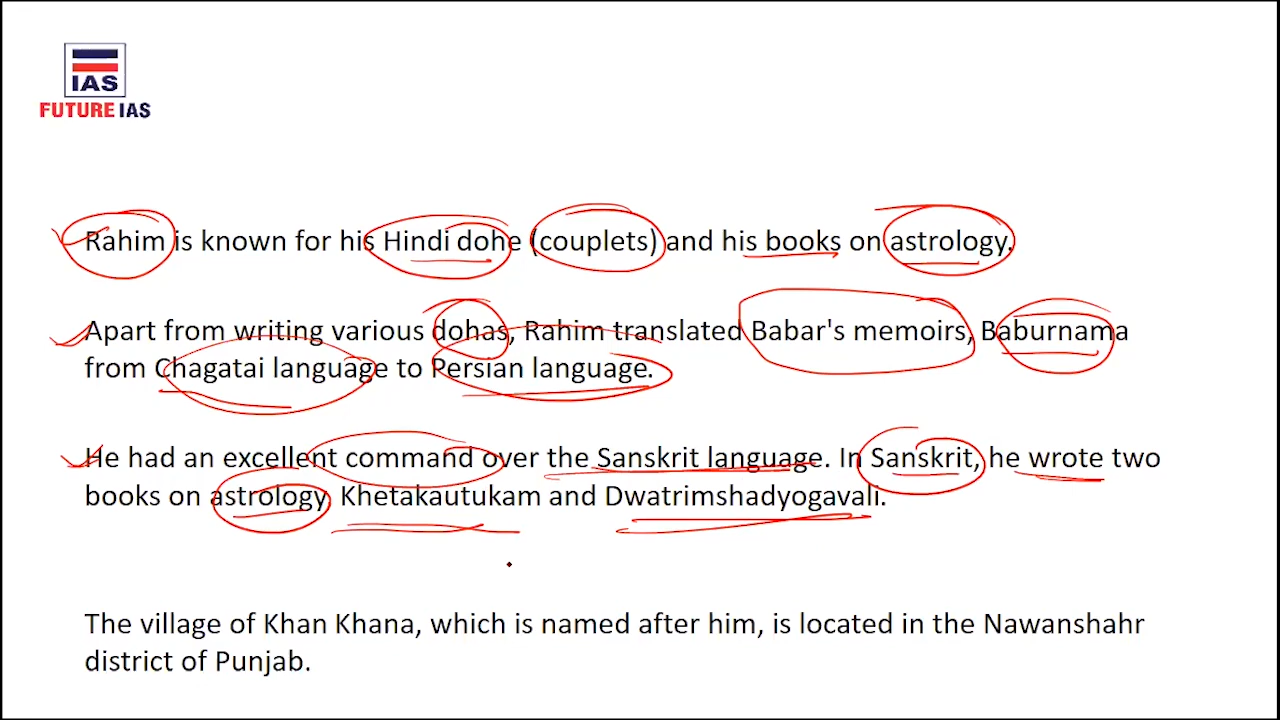 IAS
FUTURE IAS
Rahim is known for his Hindi dohe (couplets) and his books on astrology.
Apart from writing various dohas, Rahim translated Babar's memoirs, Baburnama
from Chagatai language to Persian language.
He had an excellent command over the Sanskrit language. In Sanskrit, he wrote two
books on astrology Khetakautukam and Dwatrimshadyogavali.
The village of Khan Khana, which is named after him, is located in the Nawanshahr
district of Punjab.